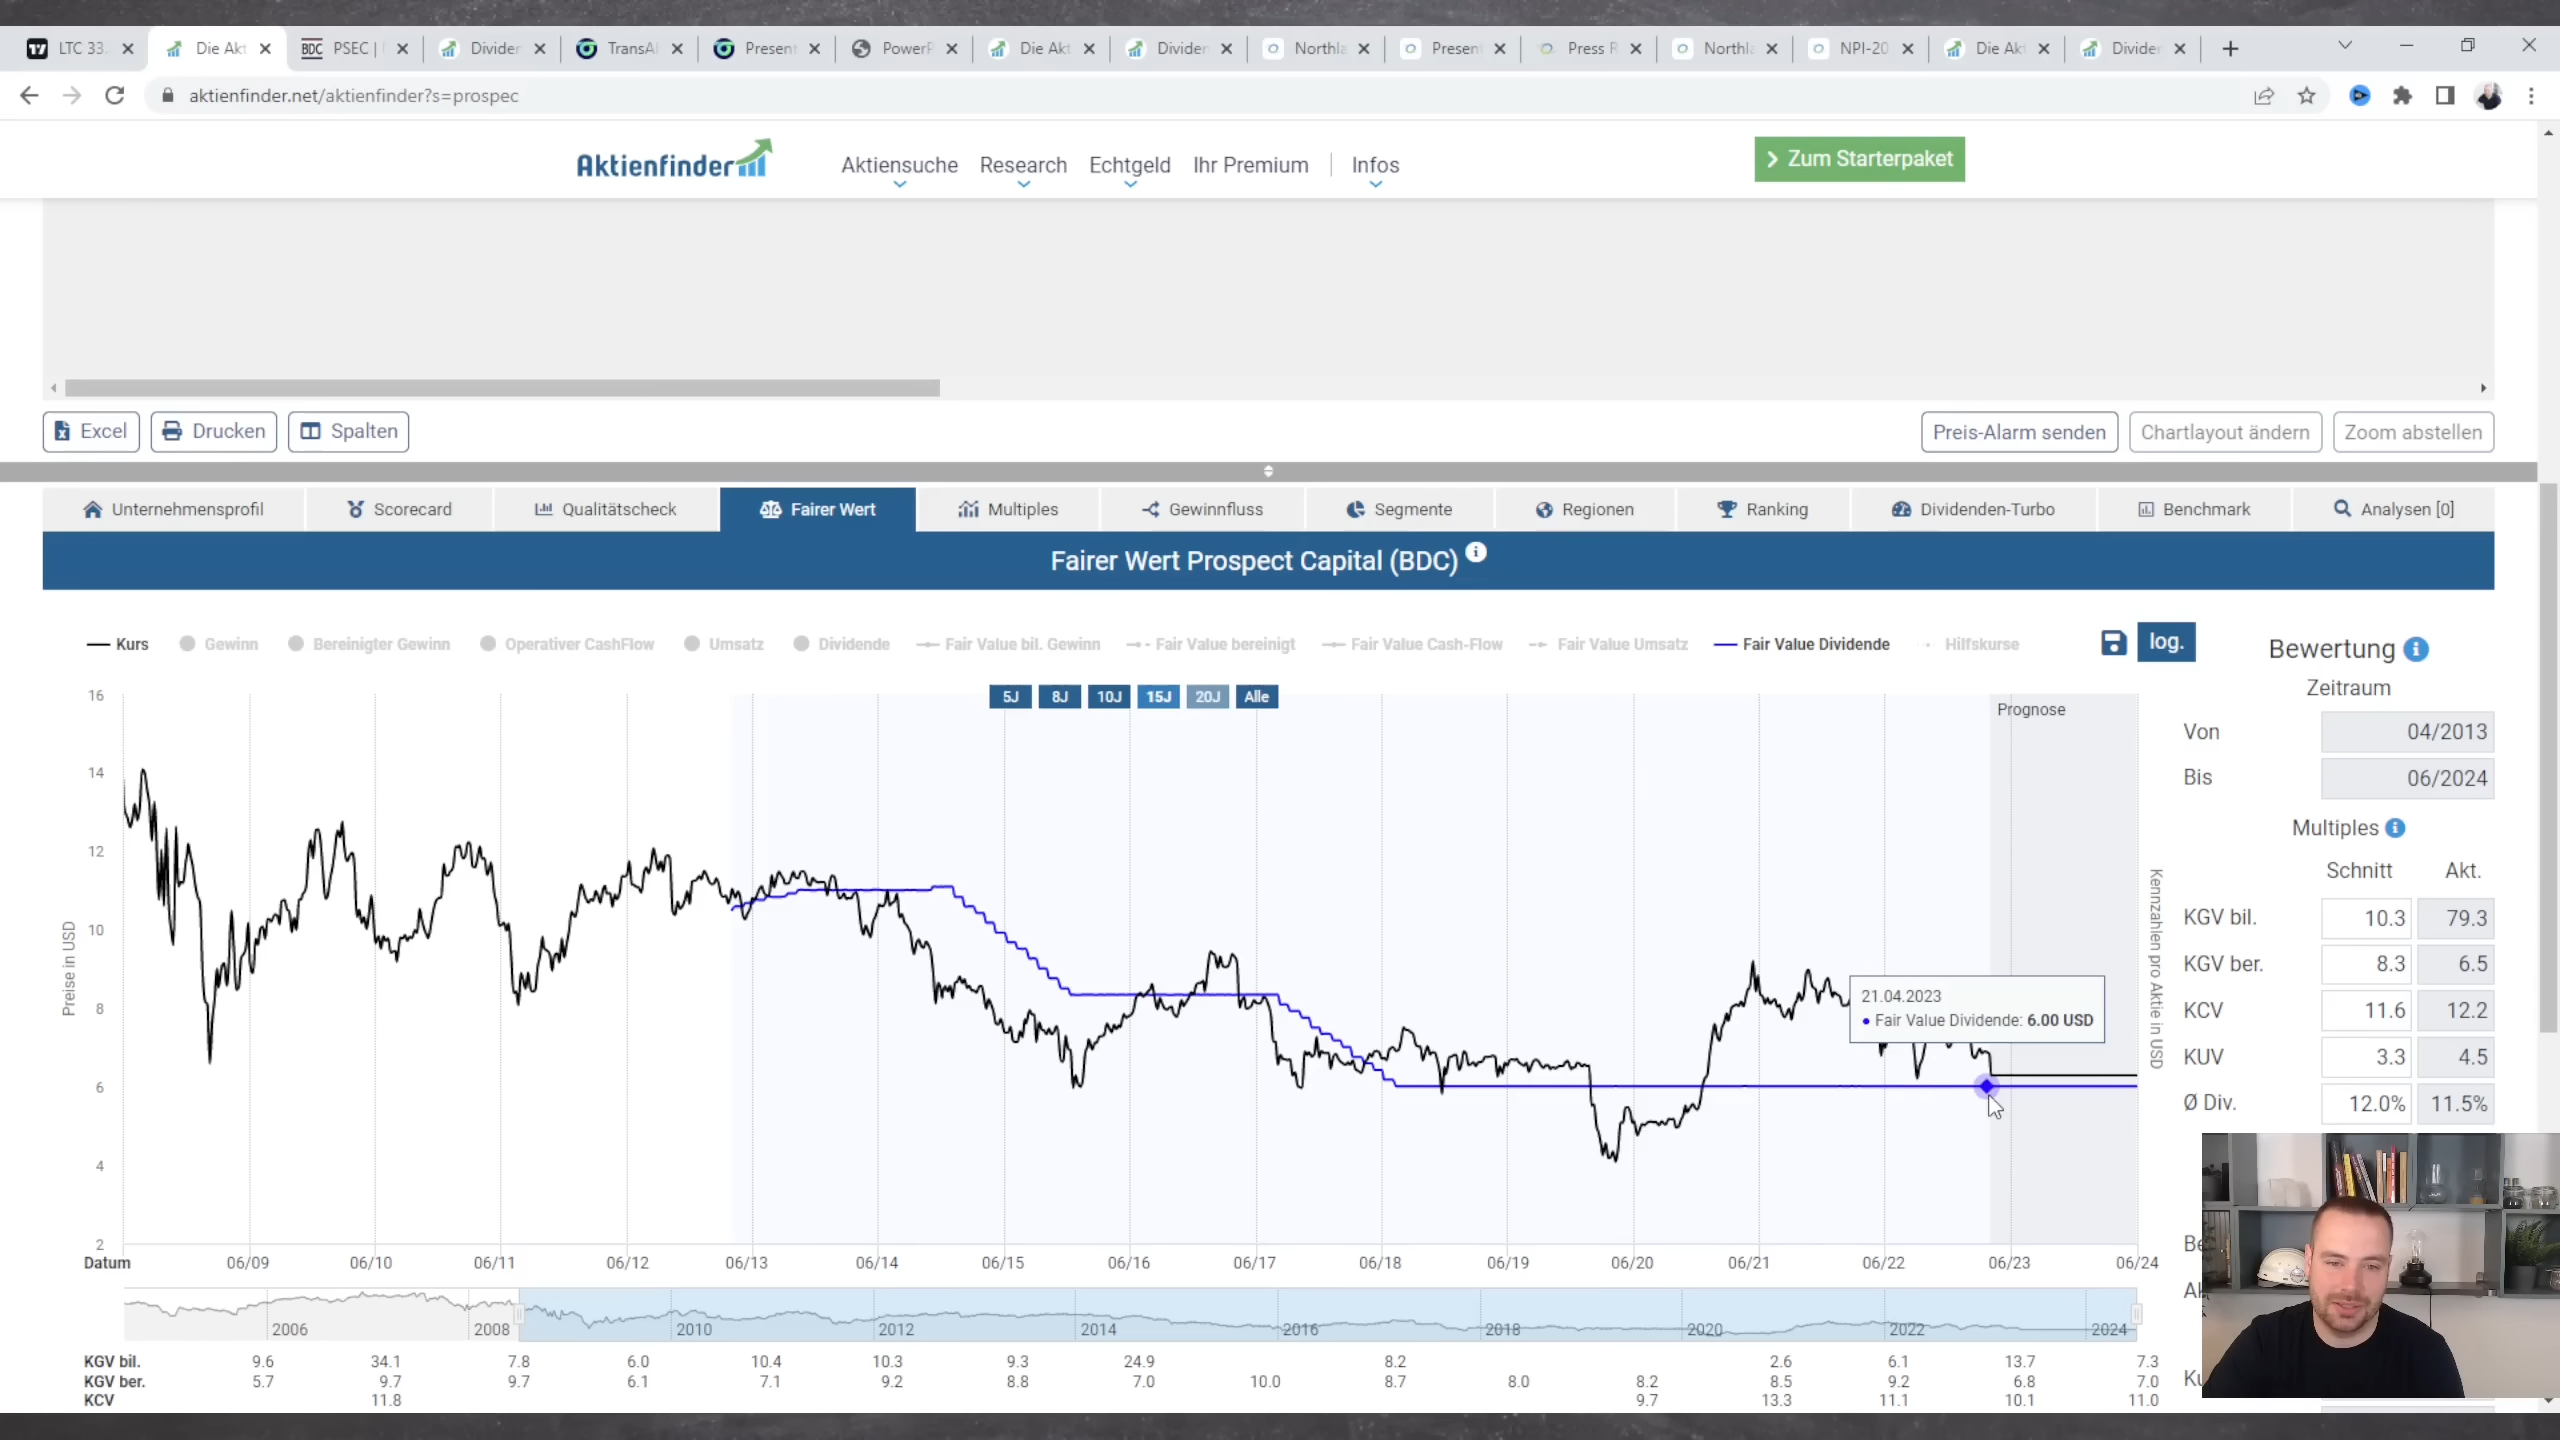 LTC 33.
Die Akt
PSEC |
Dividen
TransAl
Present
PowerP
Die Akt
Dividen
Northla
Present
Press R
Northla
NPI-20
Die Akt
Dividen
aktienfinder.net/aktienfinder?s=prospec
Aktienfinder
Aktiensuche Research Echtgeld Ihr Premium Infos
Zum Starterpaket
Excel Drucken Spalten
Preis-Alarm senden Chartlayout ändern Zoom abstellen
Unternehmensprofil Scorecard Qualitätscheck Fairer Wert Multiples Gewinnfluss Segmente Regionen Ranking Dividenden-Turbo Benchmark Analysen [0]
Fairer Wert Prospect Capital (BDC)
Kurs Gewinn Bereinigter Gewinn Operativer CashFlow Umsatz Dividende Fair Value bil. Gewinn Fair Value bereinigt Fair Value Cash-Flow Fair Value Umsatz Fair Value Dividende Hilfskurse
log.
5J 8J 10J 15J 20J Alle
Prognose
16
14
12
10
8
6
4
2
Preise in USD
Kennzahlen pro Aktie in USD
21.04.2023
Fair Value Dividende: 6.00 USD
Datum 06/09 06/10 06/11 06/12 06/13 06/14 06/15 06/16 06/17 06/18 06/19 06/20 06/21 06/22 06/23 06/24
2006 2008 2010 2012 2014 2016 2018 2020 2022 2024
KGV bil. 9.6 34.1 7.8 6.0 10.4 10.3 9.3 24.9 8.2 2.6 6.1 13.7 7.3
KGV ber. 5.7 9.7 9.7 6.1 7.1 9.2 8.8 7.0 10.0 8.7 8.0 8.2 8.5 9.2 6.8 7.0
KCV 11.8 9.7 13.3 11.1 10.1 11.0
Bewertung
Zeitraum
Von 04/2013
Bis 06/2024
Multiples
Schnitt Akt.
KGV bil. 10.3 79.3
KGV ber. 8.3 6.5
KCV 11.6 12.2
KUV 3.3 4.5
Ø Div. 12.0% 11.5%